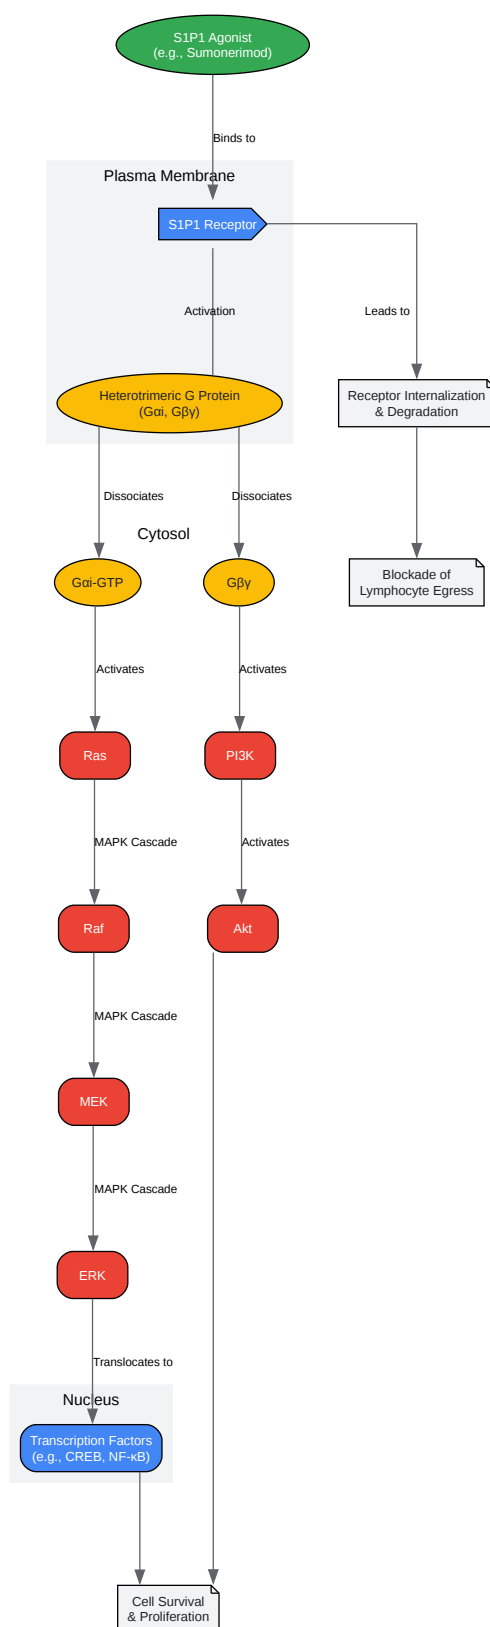 S1P1 Agonist
(e.g., Sumonerimod)
Binds to
Plasma Membrane
S1P1 Receptor
Activation
Leads to
Heterotrimeric G Protein
(Gαi, Gβγ)
Receptor Internalization
& Degradation
Dissociates
Dissociates
Cytosol
Gαi-GTP
Gβγ
Blockade of
Lymphocyte Egress
Activates
Activates
Ras
PI3K
MAPK Cascade
Activates
Raf
Akt
MAPK Cascade
MEK
MAPK Cascade
ERK
Translocates to
Nucleus
Transcription Factors
(e.g., CREB, NF-κB)
Cell Survival
& Proliferation